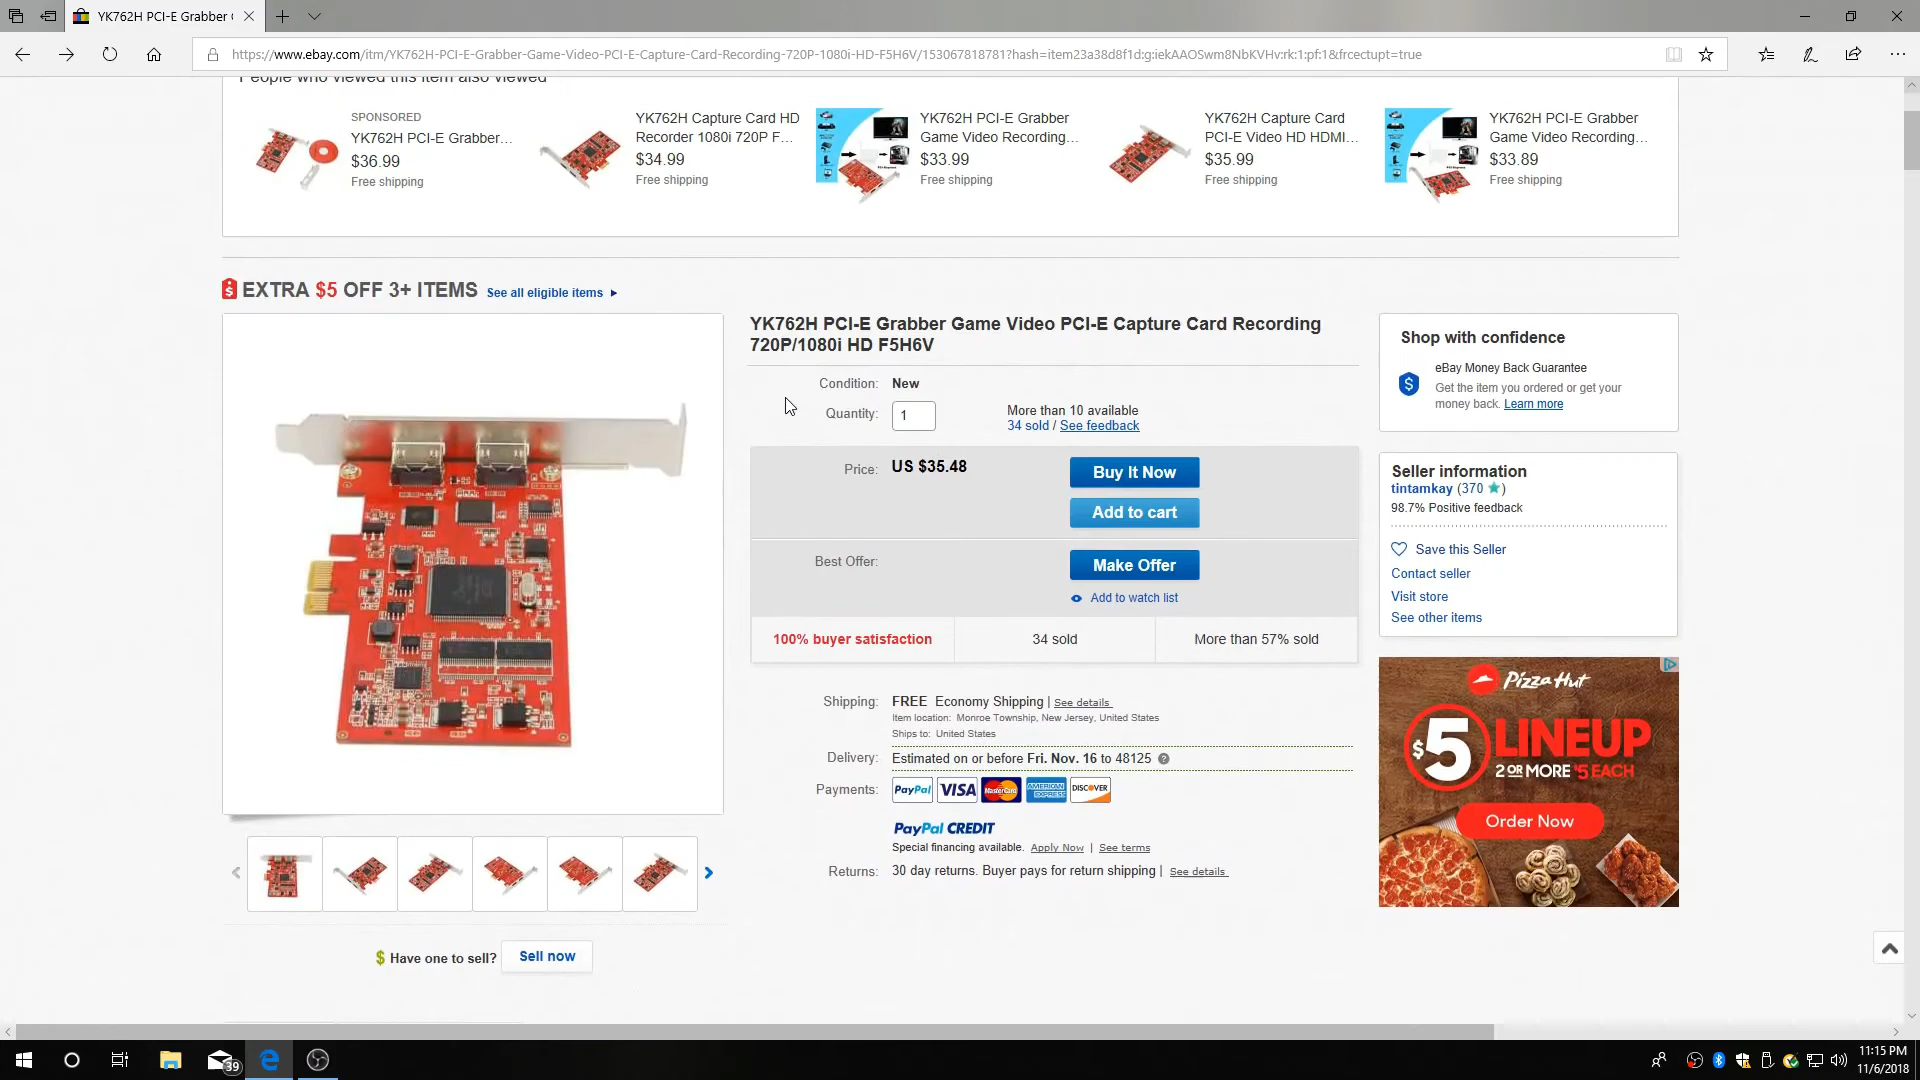 YK762H PCI-E Grabber G
https://www.ebay.com/itm/YK762H-PCI-E-Grabber-Game-Video-PCI-E-Capture-Card-Recording-720P-1080i-HD-F5H6V/153067818781?hash=item23a38d8f1d:g:iekAAOSwm8NbKVHv:rk:1:pf:1&frcectupt=true
People who viewed this item also viewed
SPONSORED
YK762H PCI-E Grabber...
$36.99
Free shipping
YK762H Capture Card HD
Recorder 1080i 720P F...
$34.99
Free shipping
YK762H PCI-E Grabber
Game Video Recording...
$33.99
Free shipping
YK762H Capture Card
PCI-E Video HD HDMI...
$35.99
Free shipping
YK762H PCI-E Grabber
Game Video Recording...
$33.89
Free shipping
EXTRA $5 OFF 3+ ITEMS See all eligible items
YK762H PCI-E Grabber Game Video PCI-E Capture Card Recording
720P/1080i HD F5H6V
Condition: New
Quantity: 1
More than 10 available
34 sold / See feedback
Price: US $35.48
Buy It Now
Add to cart
Best Offer:
Make Offer
Add to watch list
100% buyer satisfaction 34 sold More than 57% sold
Shipping: FREE Economy Shipping | See details
Item location: Monroe Township, New Jersey, United States
Ships to: United States
Delivery: Estimated on or before Fri. Nov. 16 to 48125
Payments: PayPal VISA MasterCard AMERICAN EXPRESS DISCOVER
PayPal CREDIT
Special financing available. Apply Now | See terms
Returns: 30 day returns. Buyer pays for return shipping | See details
Have one to sell? Sell now
Shop with confidence
eBay Money Back Guarantee
Get the item you ordered or get your
money back. Learn more
Seller information
tintamkay (370)
98.7% Positive feedback
Save this Seller
Contact seller
Visit store
See other items
Pizza Hut
$5 LINEUP
2 OR MORE $5 EACH
Order Now
39
11:15 PM
11/6/2018